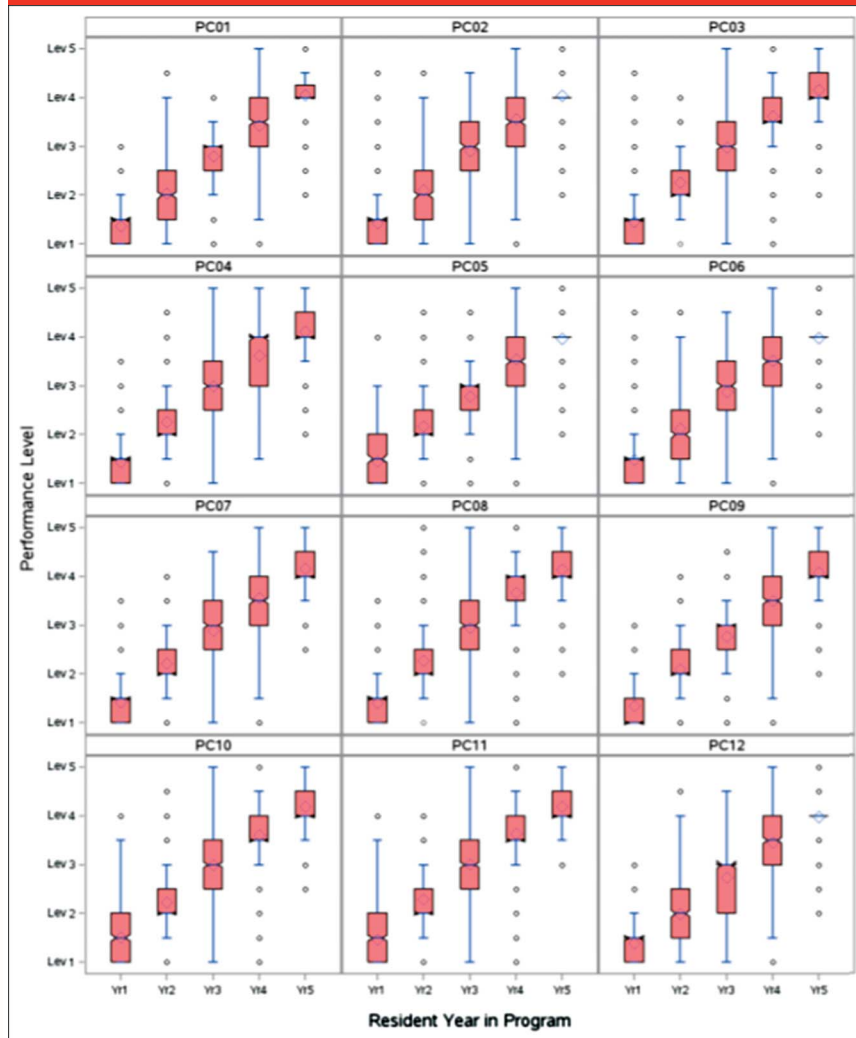 PC01 PC02 PC03
Lev 5
Lev 4
Lev 3
Lev 2
Lev 1
PC04 PC05 PC06
Lev 5
Lev 4
Lev 3
Lev 2
Lev 1
Performance Level
PC07 PC08 PC09
Lev 5
Lev 4
Lev 3
Lev 2
Lev 1
PC10 PC11 PC12
Lev 5
Lev 4
Lev 3
Lev 2
Lev 1
Yr1 Yr2 Yr3 Yr4 Yr5 Yr1 Yr2 Yr3 Yr4 Yr5 Yr1 Yr2 Yr3 Yr4 Yr5
Resident Year in Program